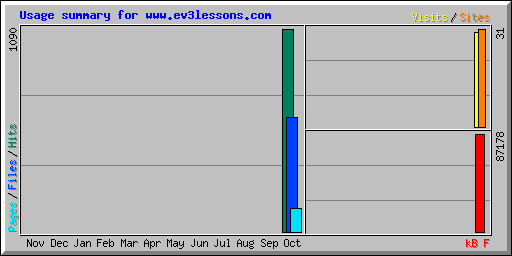 Usage summary for www.ev3lessons.com
Visits/Sites
1090
31
Pages/Files/Hits
87178
Nov Dec Jan Feb Mar Apr May Jun Jul Aug Sep Oct
kB F